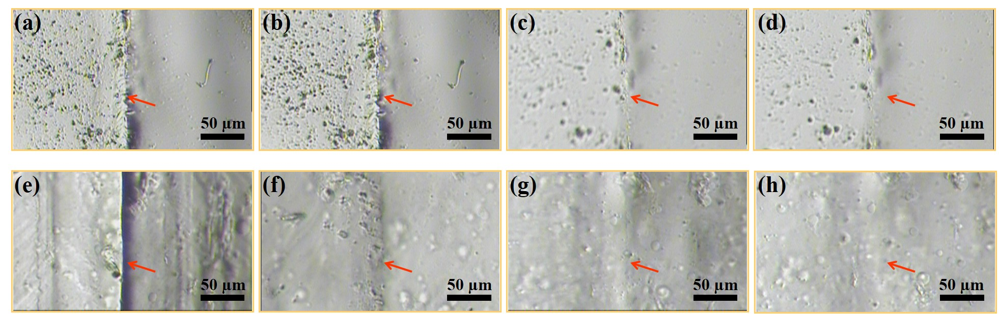 (a) (b) (c) (d)
50 µm 50 µm 50 µm 50 µm
(e) (f) (g) (h)
50 µm 50 µm 50 µm 50 µm